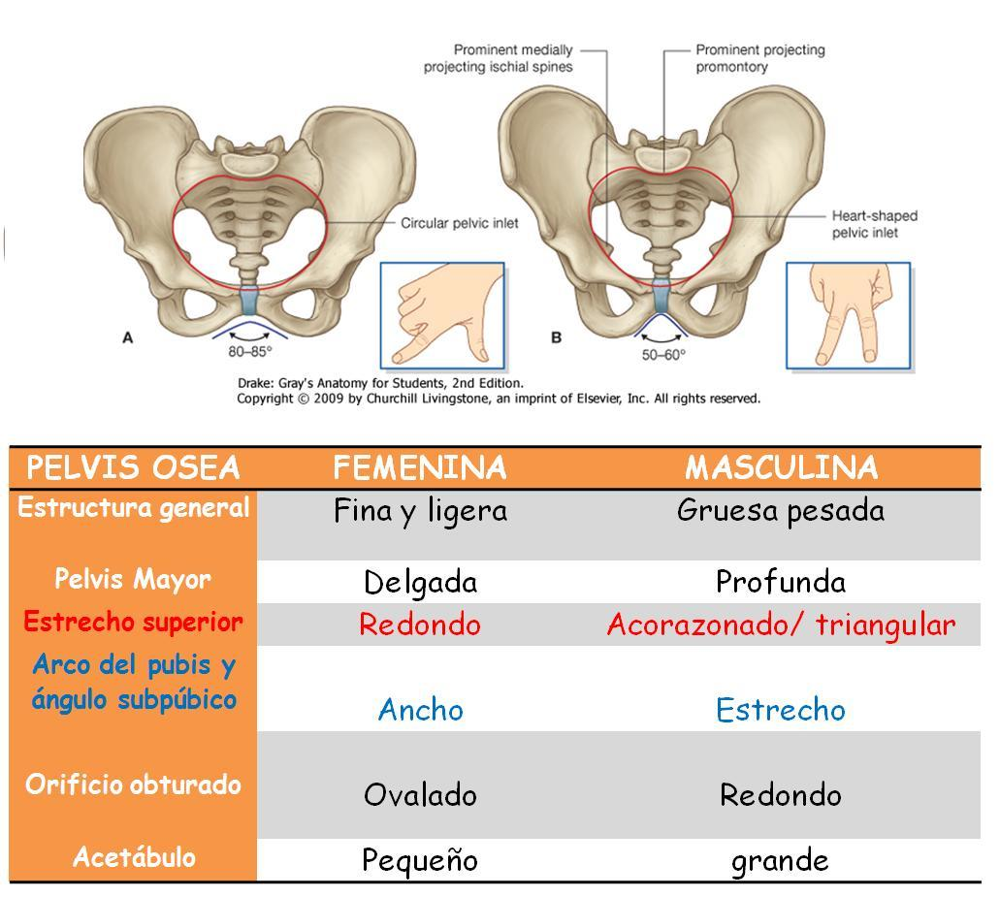 Prominent medially
projecting ischial spines
Prominent projecting
promontory
Circular pelvic inlet
Heart-shaped
pelvic inlet
A
80–85°
B
50–60°
Drake: Gray's Anatomy for Students, 2nd Edition.
Copyright © 2009 by Churchill Livingstone, an imprint of Elsevier, Inc. All rights reserved.
PELVIS OSEA FEMENINA MASCULINA
Estructura general Fina y ligera Gruesa pesada
Pelvis Mayor Delgada Profunda
Estrecho superior Redondo Acorazonado/ triangular
Arco del pubis y
ángulo subpúbico Ancho Estrecho
Orificio obturado Ovalado Redondo
Acetábulo Pequeño grande